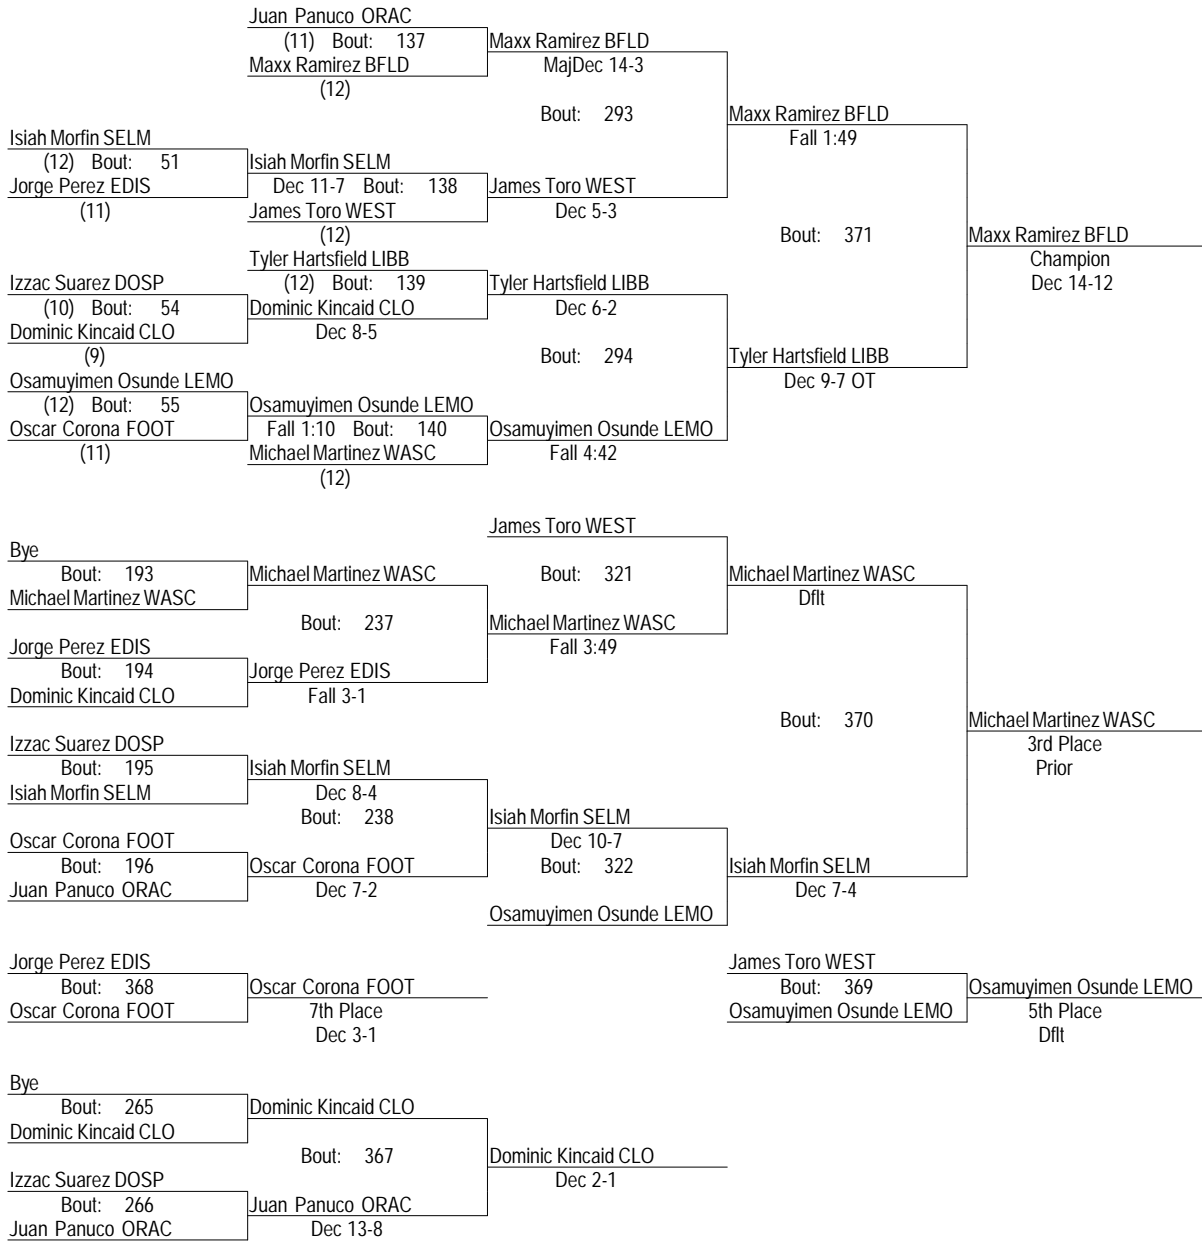 Juan Panuco ORAC
(11) Bout: 137 Maxx Ramirez BFLD
Maxx Ramirez BFLD MajDec 14-3
(12)
Bout: 293 Maxx Ramirez BFLD
Isiah Morfin SELM Fall 1:49
(12) Bout: 51 Isiah Morfin SELM
Jorge Perez EDIS Dec 11-7 Bout: 138 James Toro WEST
(11) James Toro WEST Dec 5-3
(12) Bout: 371 Maxx Ramirez BFLD
Tyler Hartsfield LIBB Champion
Izzac Suarez DOSP (12) Bout: 139 Tyler Hartsfield LIBB Dec 14-12
(10) Bout: 54 Dominic Kincaid CLO Dec 6-2
Dominic Kincaid CLO Dec 8-5
(9) Bout: 294 Tyler Hartsfield LIBB
Osamuyimen Osunde LEMO Dec 9-7 OT
(12) Bout: 55 Osamuyimen Osunde LEMO
Oscar Corona FOOT Fall 1:10 Bout: 140 Osamuyimen Osunde LEMO
(11) Michael Martinez WASC Fall 4:42
(12)
James Toro WEST
Bye
Bout: 193 Michael Martinez WASC Bout: 321 Michael Martinez WASC
Michael Martinez WASC Dflt
Bout: 237 Michael Martinez WASC
Jorge Perez EDIS Fall 3:49
Bout: 194 Jorge Perez EDIS
Dominic Kincaid CLO Fall 3-1
Bout: 370 Michael Martinez WASC
Izzac Suarez DOSP 3rd Place
Bout: 195 Isiah Morfin SELM Prior
Isiah Morfin SELM Dec 8-4
Bout: 238 Isiah Morfin SELM
Oscar Corona FOOT Dec 10-7
Bout: 196 Oscar Corona FOOT Bout: 322 Isiah Morfin SELM
Juan Panuco ORAC Dec 7-2 Dec 7-4
Osamuyimen Osunde LEMO
Jorge Perez EDIS James Toro WEST
Bout: 368 Oscar Corona FOOT Bout: 369 Osamuyimen Osunde LEMO
Oscar Corona FOOT 7th Place Osamuyimen Osunde LEMO 5th Place
Dec 3-1 Dflt
Bye
Bout: 265 Dominic Kincaid CLO
Dominic Kincaid CLO
Bout: 367 Dominic Kincaid CLO
Izzac Suarez DOSP Dec 2-1
Bout: 266 Juan Panuco ORAC
Juan Panuco ORAC Dec 13-8